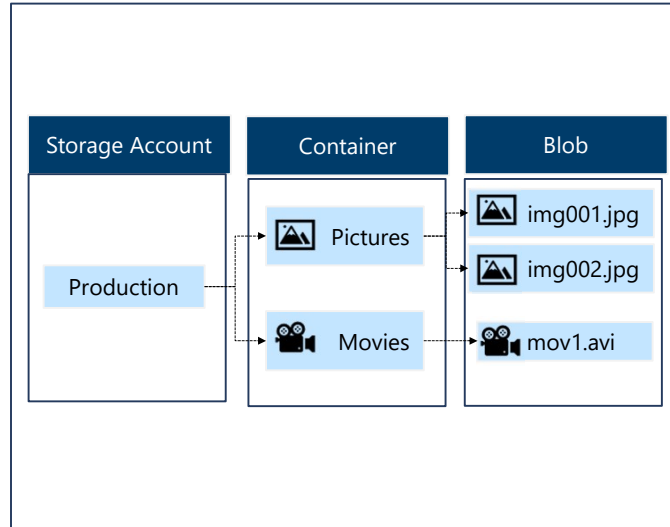 Storage Account
Container
Blob
Production
Pictures
Movies
img001.jpg
img002.jpg
mov1.avi